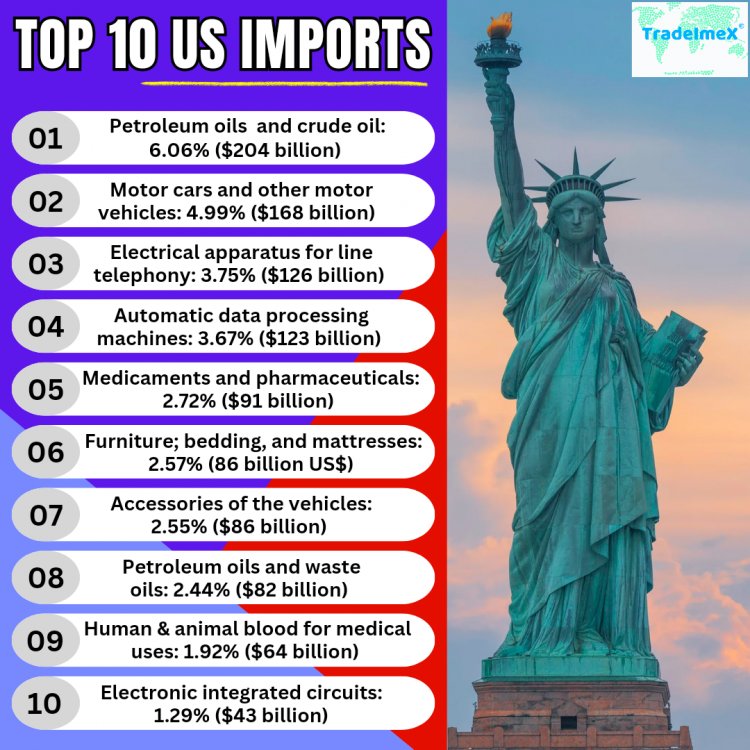 TOP 10 US IMPORTS
TradeImeX
01
Petroleum oils and crude oil:
6.06% ($204 billion)
02
Motor cars and other motor
vehicles: 4.99% ($168 billion)
03
Electrical apparatus for line
telephony: 3.75% ($126 billion)
04
Automatic data processing
machines: 3.67% ($123 billion)
05
Medicaments and pharmaceuticals:
2.72% ($91 billion)
06
Furniture; bedding, and mattresses:
2.57% (86 billion US$)
07
Accessories of the vehicles:
2.55% ($86 billion)
08
Petroleum oils and waste
oils: 2.44% ($82 billion)
09
Human & animal blood for medical
uses: 1.92% ($64 billion)
10
Electronic integrated circuits:
1.29% ($43 billion)